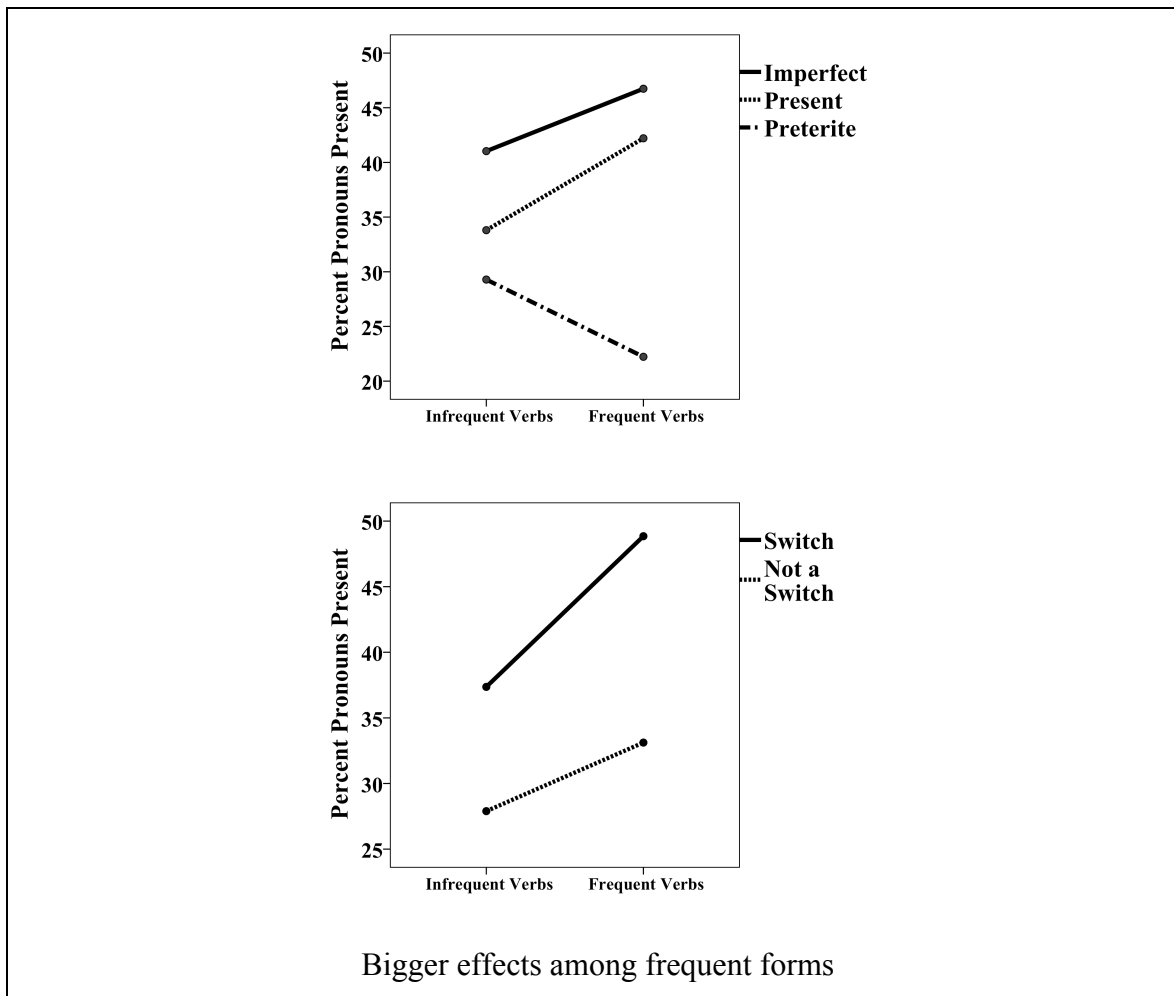 50
45
40
35
30
25
20
Percent Pronouns Present
Infrequent Verbs Frequent Verbs
Imperfect
Present
Preterite
50
45
40
35
30
25
Percent Pronouns Present
Infrequent Verbs Frequent Verbs
Switch
Not a
Switch
Bigger effects among frequent forms